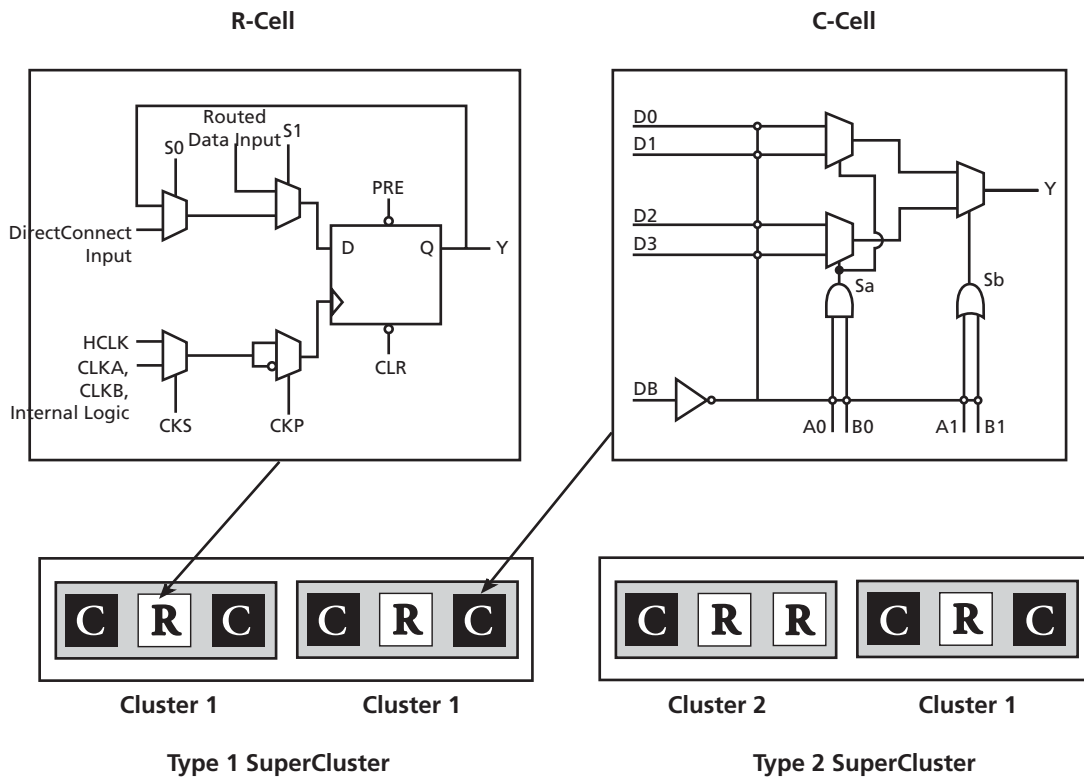 R-Cell
Routed
Data Input
S0
S1
PRE
DirectConnect
Input
D
Q
Y
HCLK
CLKA,
CLKB,
Internal Logic
CKS
CKP
CLR
C-Cell
D0
D1
D2
D3
Sa
Sb
Y
DB
A0
B0
A1
B1
C R C
C R C
C R R
C R C
Cluster 1
Cluster 1
Cluster 2
Cluster 1
Type 1 SuperCluster
Type 2 SuperCluster